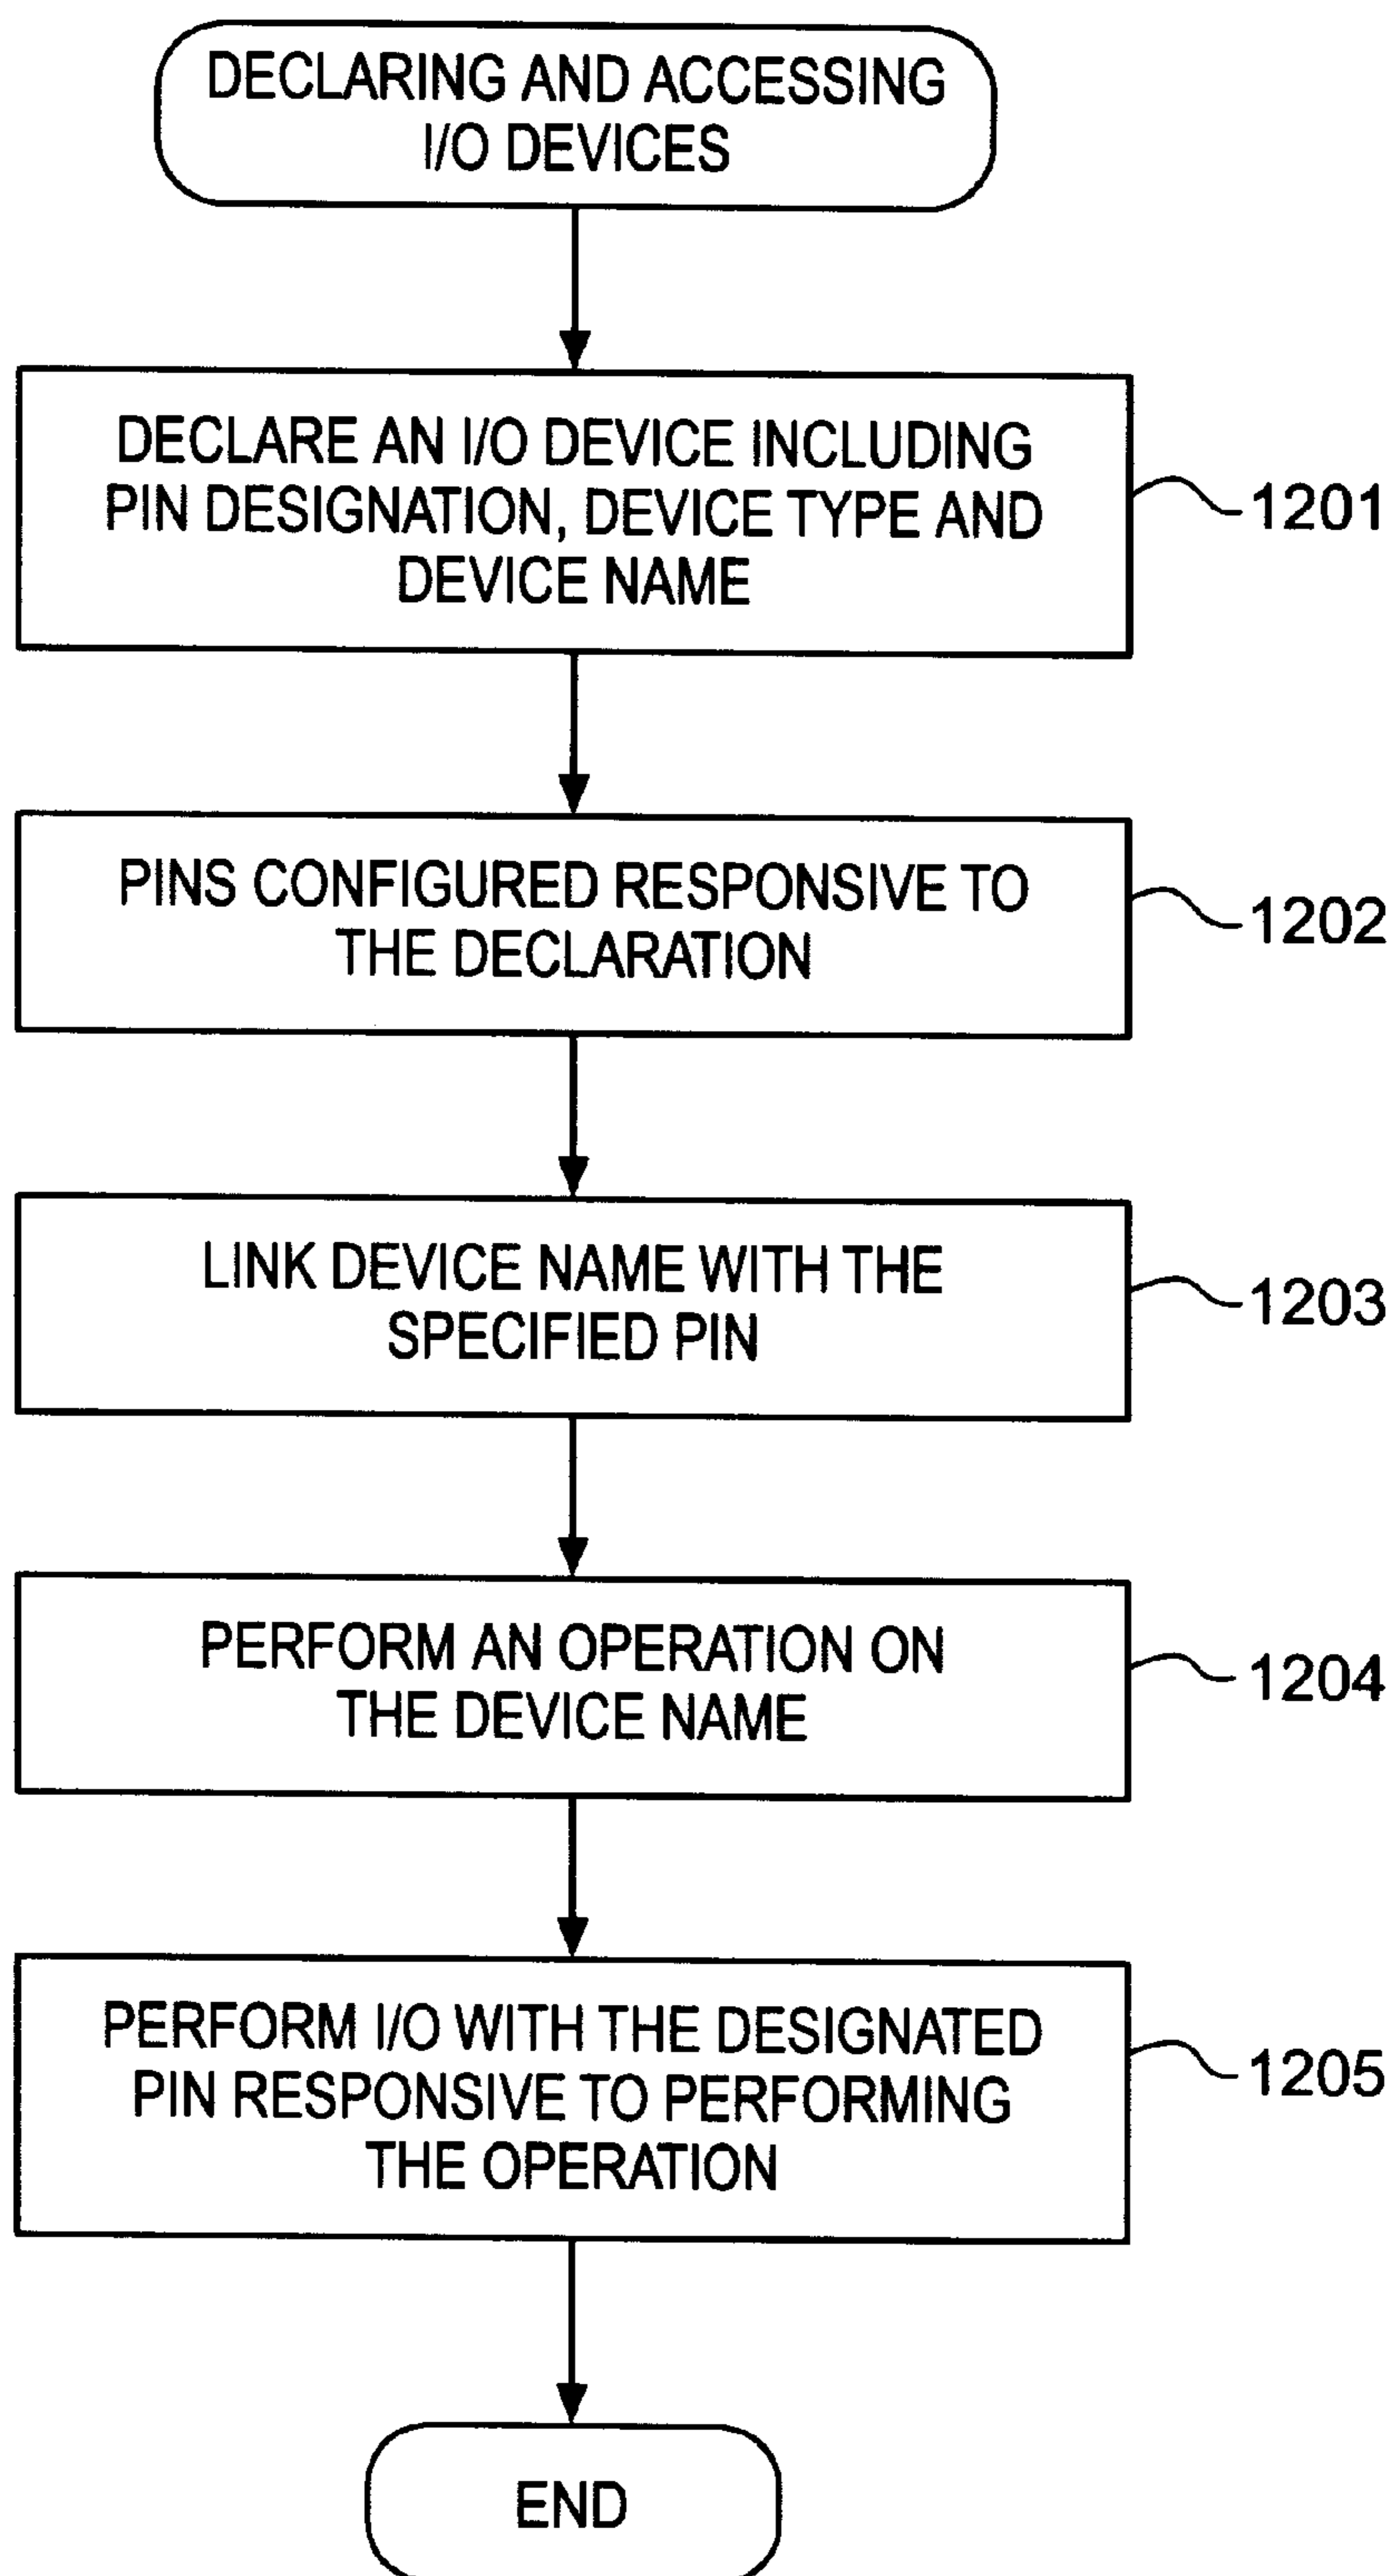 DECLARING AND ACCESSING
I/O DEVICES
DECLARE AN I/O DEVICE INCLUDING
PIN DESIGNATION, DEVICE TYPE AND
DEVICE NAME
1201
PINS CONFIGURED RESPONSIVE TO
THE DECLARATION
1202
LINK DEVICE NAME WITH THE
SPECIFIED PIN
1203
PERFORM AN OPERATION ON
THE DEVICE NAME
1204
PERFORM I/O WITH THE DESIGNATED
PIN RESPONSIVE TO PERFORMING
THE OPERATION
1205
END